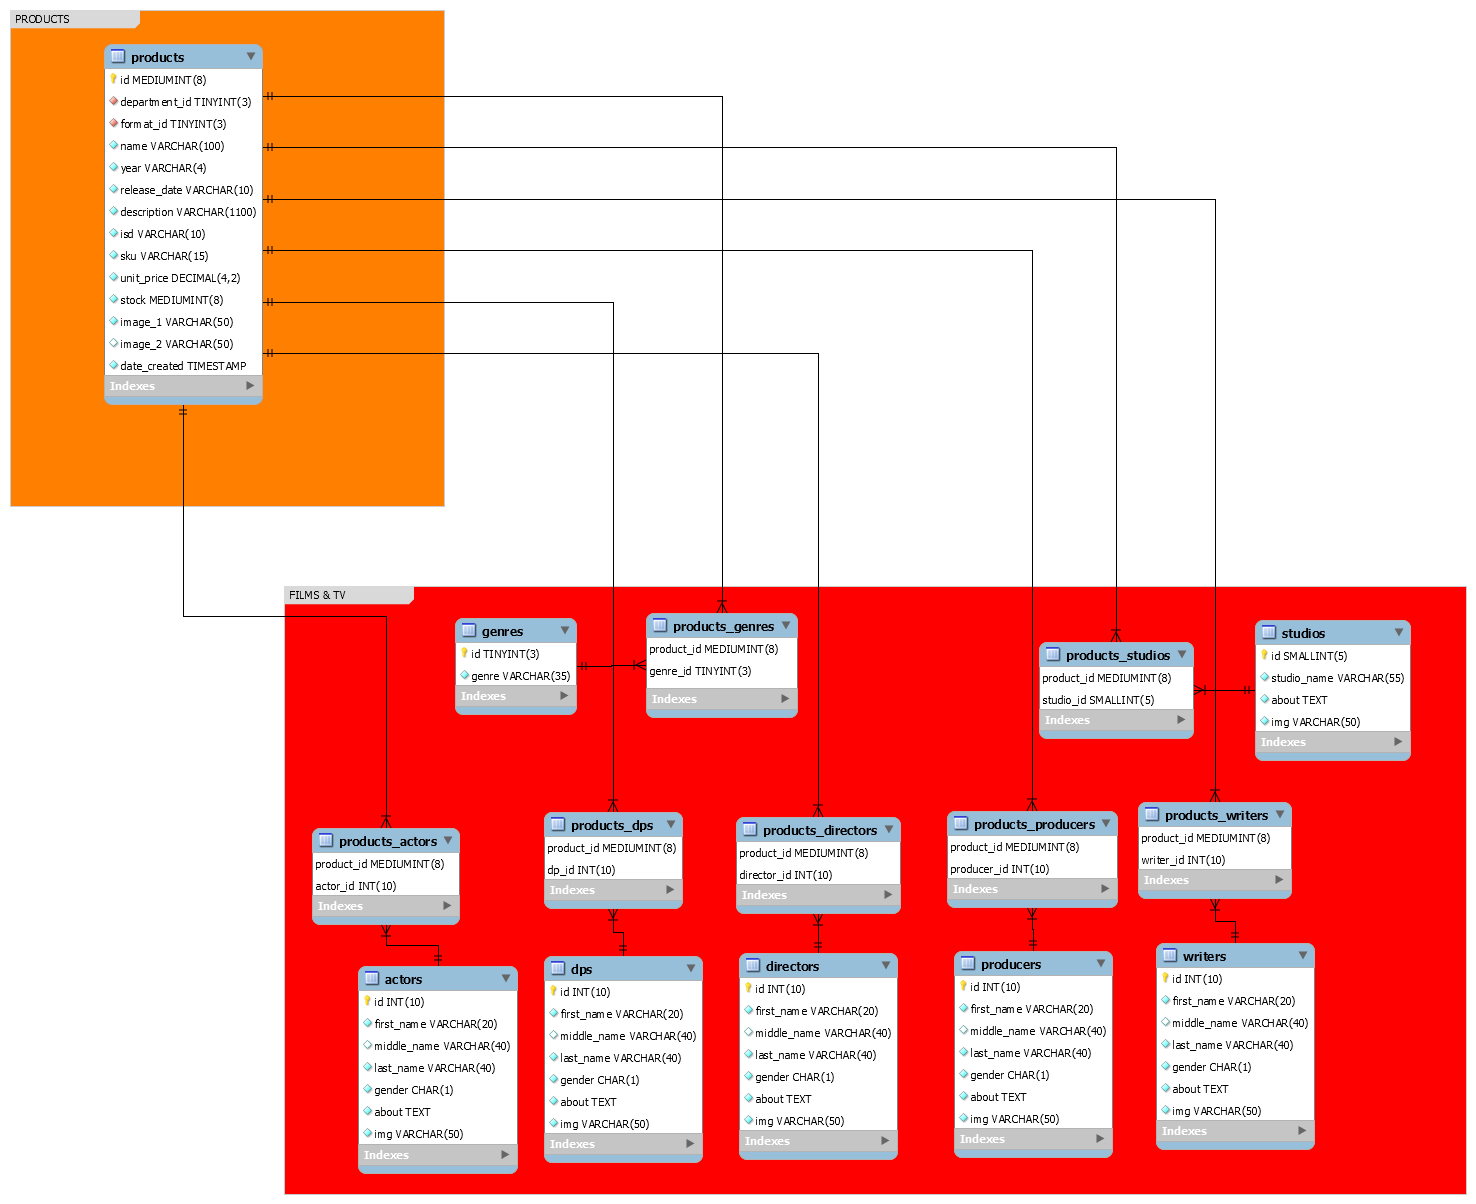 PRODUCTS
products
id MEDIUMINT(8)
department_id TINYINT(3)
format_id TINYINT(3)
name VARCHAR(100)
year VARCHAR(4)
release_date VARCHAR(10)
description VARCHAR(1100)
isd VARCHAR(10)
sku VARCHAR(15)
unit_price DECIMAL(4,2)
stock MEDIUMINT(8)
image_1 VARCHAR(50)
image_2 VARCHAR(50)
date_created TIMESTAMP
Indexes
FILMS & TV
genres
id TINYINT(3)
genre VARCHAR(35)
Indexes
products_genres
product_id MEDIUMINT(8)
genre_id TINYINT(3)
Indexes
products_studios
product_id MEDIUMINT(8)
studio_id SMALLINT(5)
Indexes
studios
id SMALLINT(5)
studio_name VARCHAR(55)
about TEXT
img VARCHAR(50)
Indexes
products_actors
product_id MEDIUMINT(8)
actor_id INT(10)
Indexes
products_dps
product_id MEDIUMINT(8)
dp_id INT(10)
Indexes
products_directors
product_id MEDIUMINT(8)
director_id INT(10)
Indexes
products_producers
product_id MEDIUMINT(8)
producer_id INT(10)
Indexes
products_writers
product_id MEDIUMINT(8)
writer_id INT(10)
Indexes
actors
id INT(10)
first_name VARCHAR(20)
middle_name VARCHAR(40)
last_name VARCHAR(40)
gender CHAR(1)
about TEXT
img VARCHAR(50)
Indexes
dps
id INT(10)
first_name VARCHAR(20)
middle_name VARCHAR(40)
last_name VARCHAR(40)
gender CHAR(1)
about TEXT
img VARCHAR(50)
Indexes
directors
id INT(10)
first_name VARCHAR(20)
middle_name VARCHAR(40)
last_name VARCHAR(40)
gender CHAR(1)
about TEXT
img VARCHAR(50)
Indexes
producers
id INT(10)
first_name VARCHAR(20)
middle_name VARCHAR(40)
last_name VARCHAR(40)
gender CHAR(1)
about TEXT
img VARCHAR(50)
Indexes
writers
id INT(10)
first_name VARCHAR(20)
middle_name VARCHAR(40)
last_name VARCHAR(40)
gender CHAR(1)
about TEXT
img VARCHAR(50)
Indexes